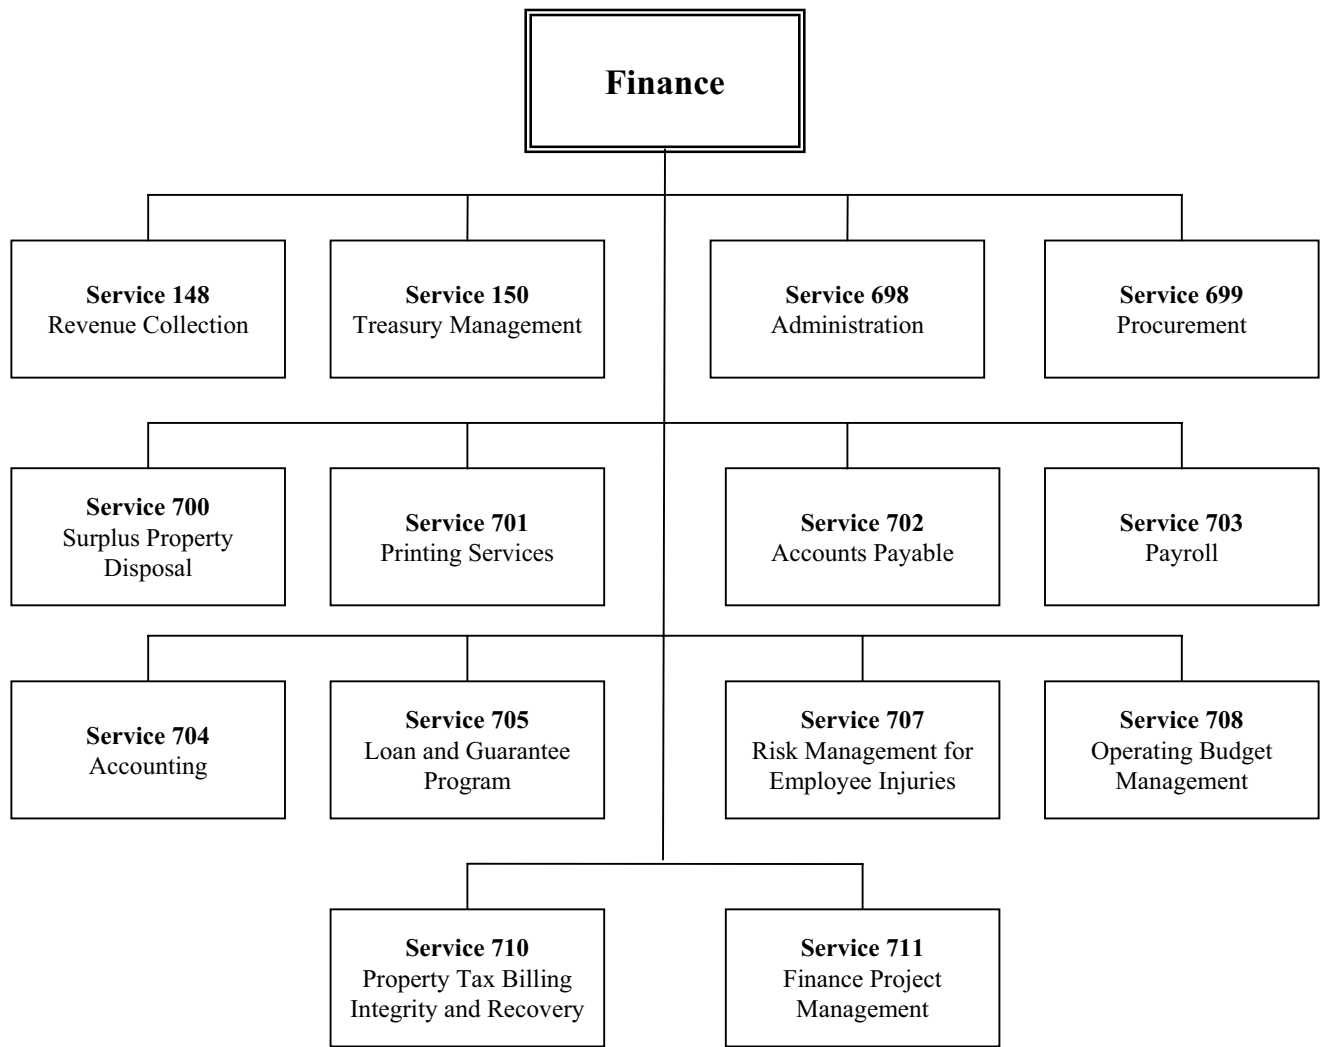 Finance
Service 148
Revenue Collection
Service 150
Treasury Management
Service 698
Administration
Service 699
Procurement
Service 700
Surplus Property
Disposal
Service 701
Printing Services
Service 702
Accounts Payable
Service 703
Payroll
Service 704
Accounting
Service 705
Loan and Guarantee
Program
Service 707
Risk Management for
Employee Injuries
Service 708
Operating Budget
Management
Service 710
Property Tax Billing
Integrity and Recovery
Service 711
Finance Project
Management